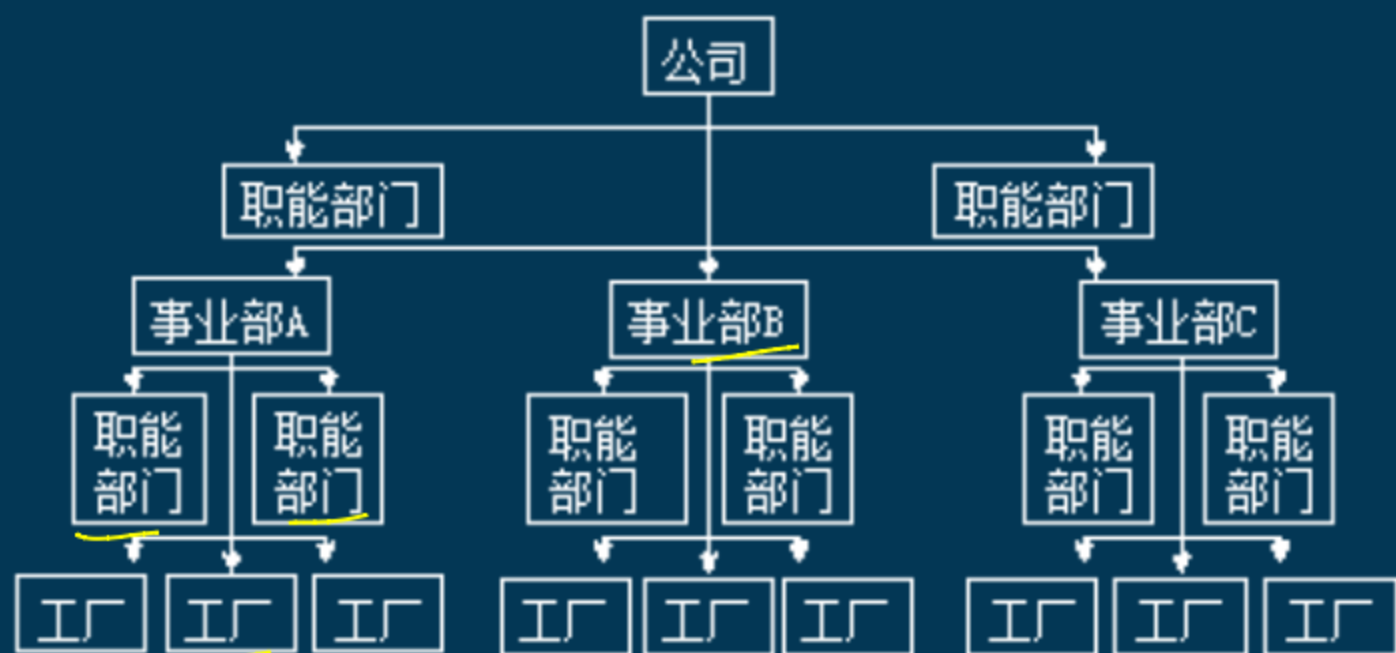 公司
职能部门
职能部门
事业部A
事业部B
事业部C
职能
部门
职能
部门
职能
部门
职能
部门
职能
部门
职能
部门
工厂
工厂
工厂
工厂
工厂
工厂
工厂
工厂
工厂